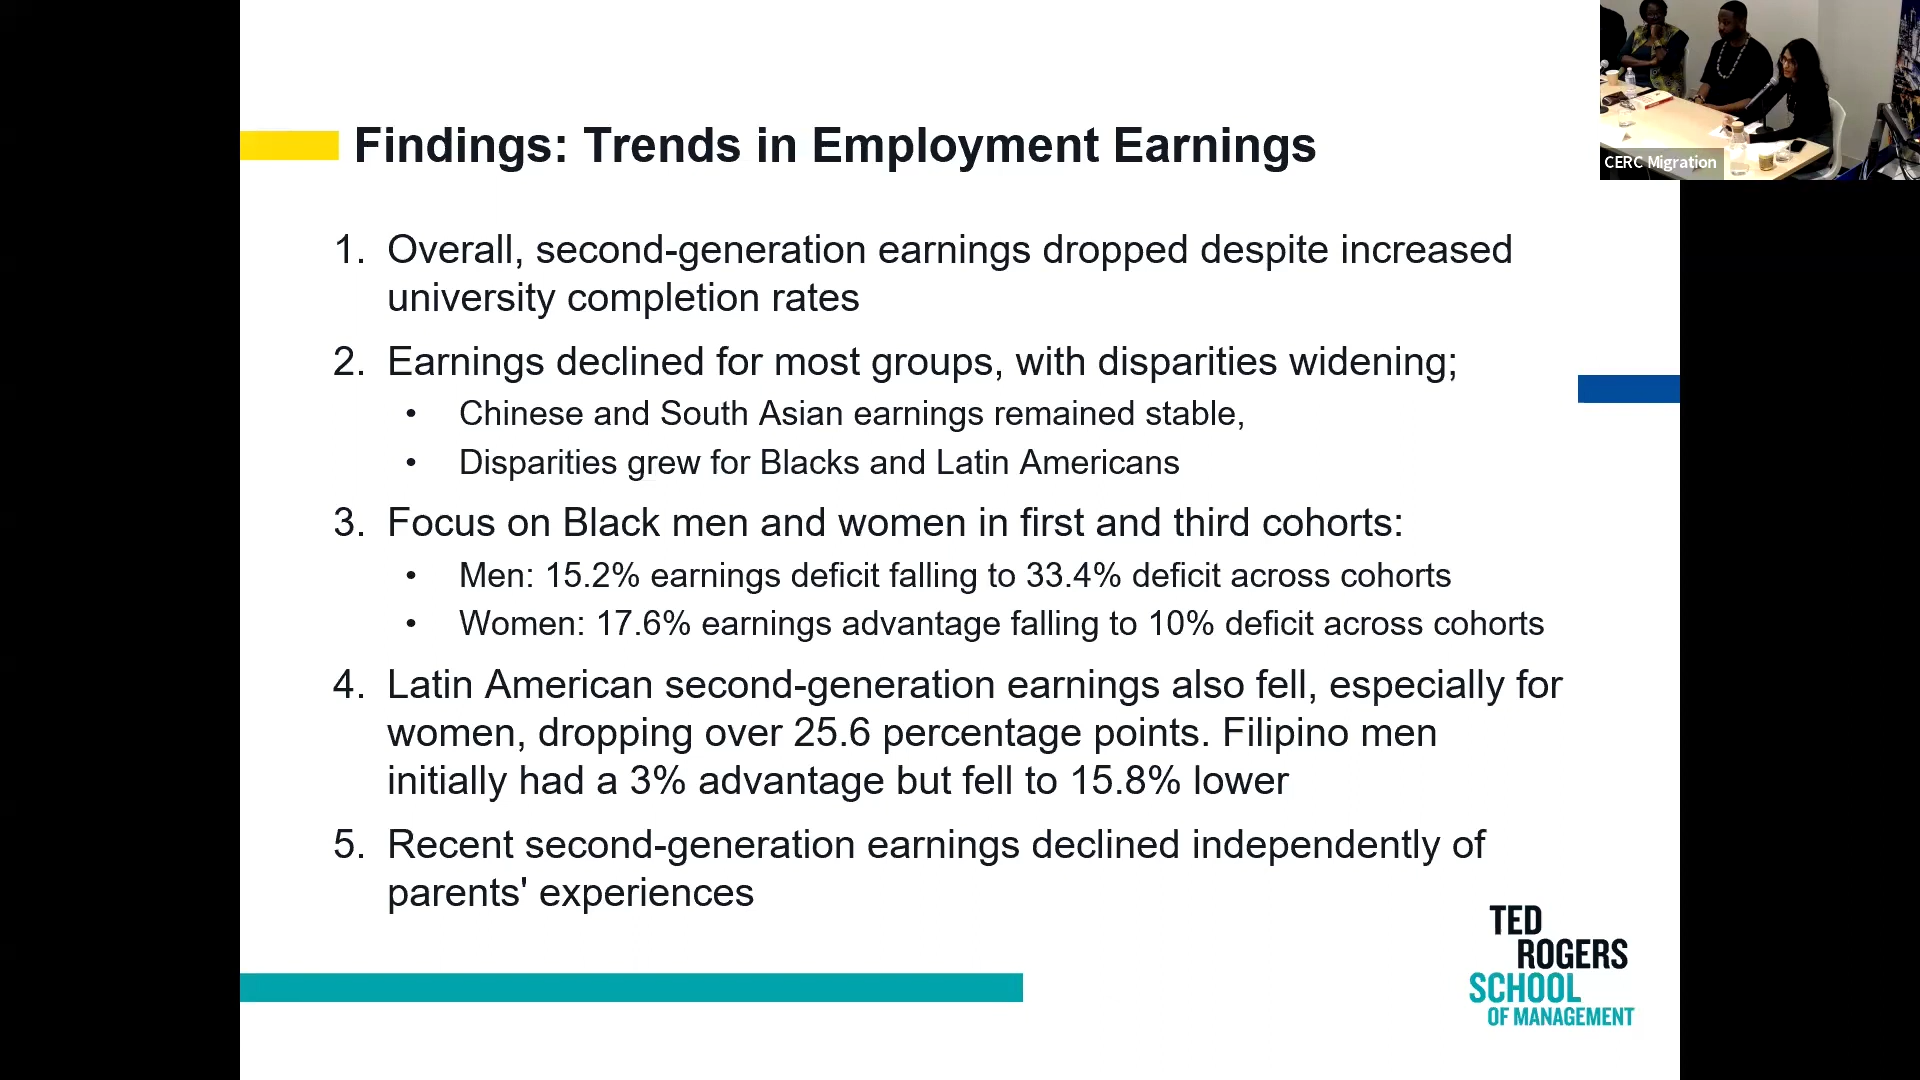 CERC Migration
Findings: Trends in Employment Earnings
1. Overall, second-generation earnings dropped despite increased
university completion rates
2. Earnings declined for most groups, with disparities widening;
• Chinese and South Asian earnings remained stable,
• Disparities grew for Blacks and Latin Americans
3. Focus on Black men and women in first and third cohorts:
• Men: 15.2% earnings deficit falling to 33.4% deficit across cohorts
• Women: 17.6% earnings advantage falling to 10% deficit across cohorts
4. Latin American second-generation earnings also fell, especially for
women, dropping over 25.6 percentage points. Filipino men
initially had a 3% advantage but fell to 15.8% lower
5. Recent second-generation earnings declined independently of
parents' experiences
TED
ROGERS
SCHOOL
OF MANAGEMENT